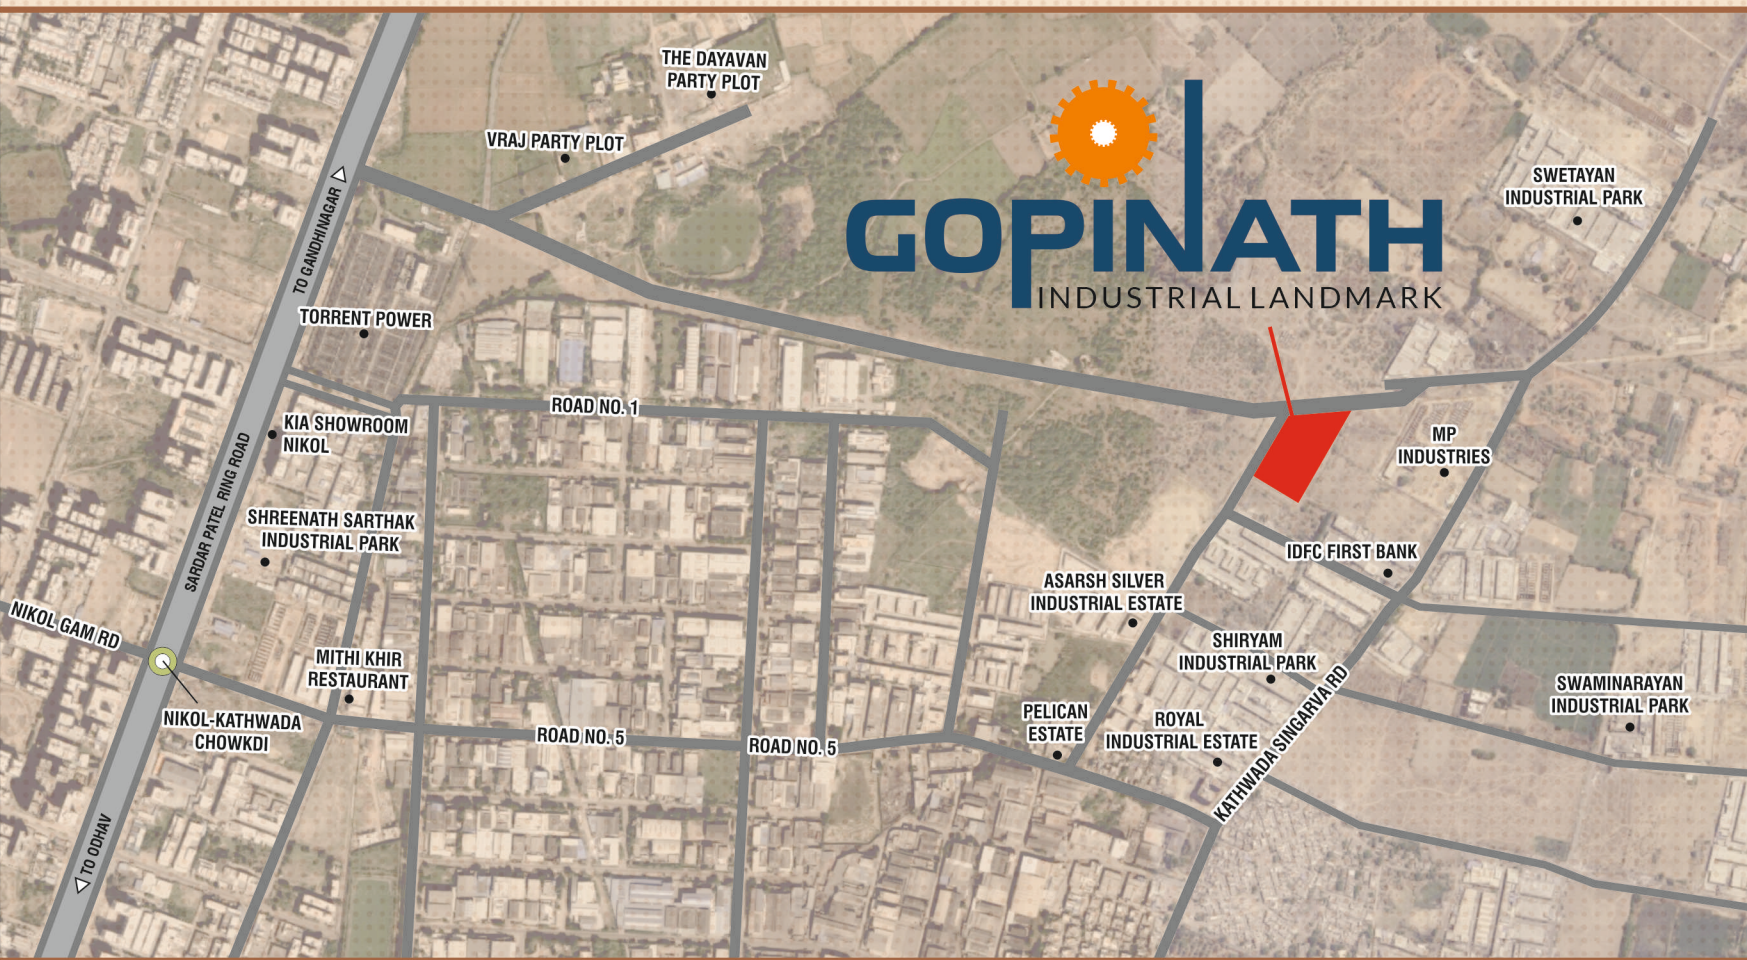 THE DAYAVAN
PARTY PLOT
VRAJ PARTY PLOT
GOPINATH
INDUSTRIAL LANDMARK
SWETAYAN
INDUSTRIAL PARK
TO GANDHINAGAR
TORRENT POWER
ROAD NO. 1
KIA SHOWROOM
NIKOL
MP
INDUSTRIES
SARDAR PATEL RING ROAD
SHREENATH SARTHAK
INDUSTRIAL PARK
IDFC FIRST BANK
ASARSH SILVER
INDUSTRIAL ESTATE
NIKOL GAM RD
SHIRYAM
INDUSTRIAL PARK
MITHI KHIR
RESTAURANT
SWAMINARAYAN
INDUSTRIAL PARK
NIKOL-KATHWADA
CHOWKDI
ROAD NO. 5
ROAD NO. 5
PELICAN
ESTATE
ROYAL
INDUSTRIAL ESTATE
KATHWADA SINGARVA RD
TO ODHAV